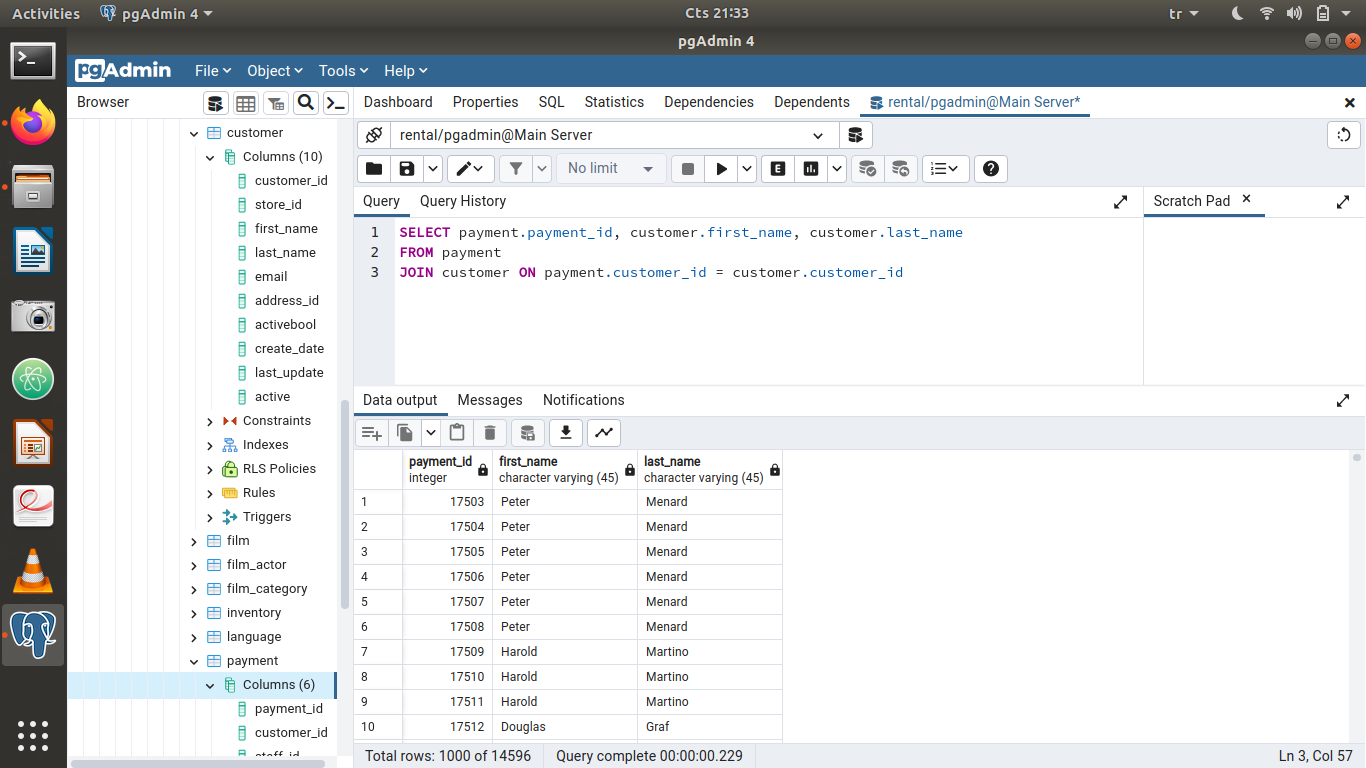 Activities pgAdmin 4 Cts 21:33 tr
pgAdmin 4
pgAdmin File Object Tools Help
Browser Dashboard Properties SQL Statistics Dependencies Dependents rental/pgadmin@Main Server*
customer
Columns (10)
customer_id
store_id
first_name
last_name
email
address_id
activebool
create_date
last_update
active
Constraints
Indexes
RLS Policies
Rules
Triggers
film
film_actor
film_category
inventory
language
payment
Columns (6)
payment_id
customer_id
staff_id
rental/pgadmin@Main Server
No limit E
Query Query History Scratch Pad
1 SELECT payment.payment_id, customer.first_name, customer.last_name
2 FROM payment
3 JOIN customer ON payment.customer_id = customer.customer_id
Data output Messages Notifications
payment_id first_name last_name
integer character varying (45) character varying (45)
1 17503 Peter Menard
2 17504 Peter Menard
3 17505 Peter Menard
4 17506 Peter Menard
5 17507 Peter Menard
6 17508 Peter Menard
7 17509 Harold Martino
8 17510 Harold Martino
9 17511 Harold Martino
10 17512 Douglas Graf
Total rows: 1000 of 14596 Query complete 00:00:00.229 Ln 3, Col 57